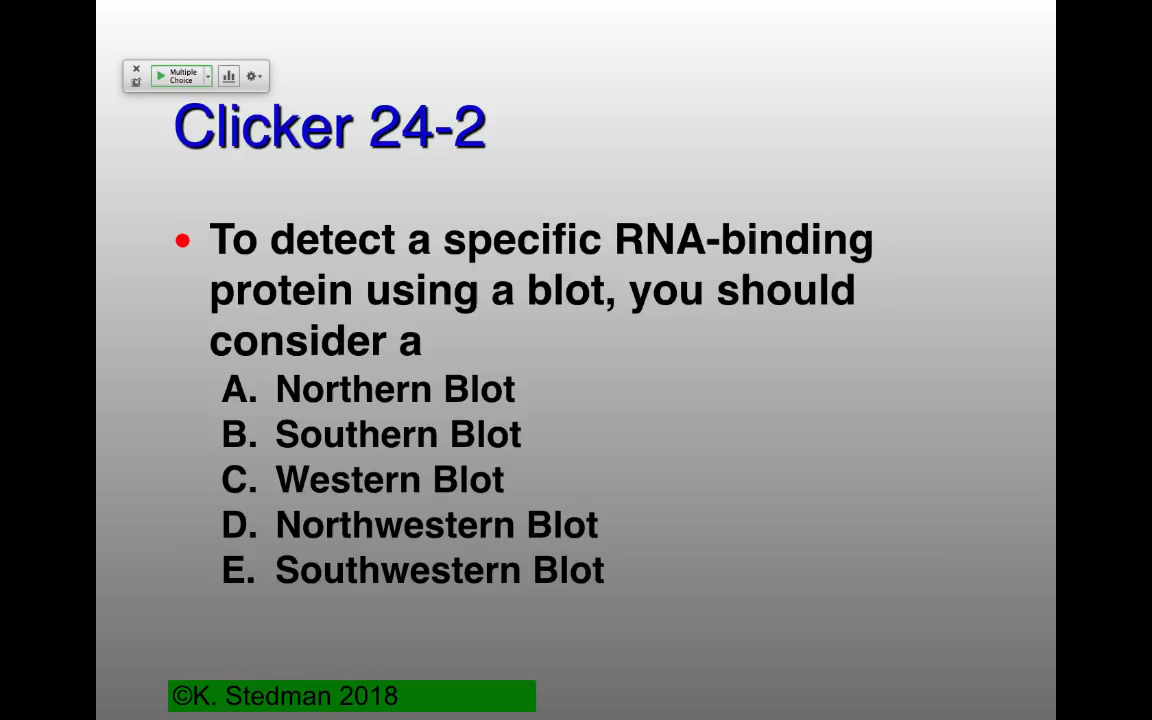 Multiple
Choice
Clicker 24-2
• To detect a specific RNA-binding
protein using a blot, you should
consider a
A. Northern Blot
B. Southern Blot
C. Western Blot
D. Northwestern Blot
E. Southwestern Blot
©K. Stedman 2018